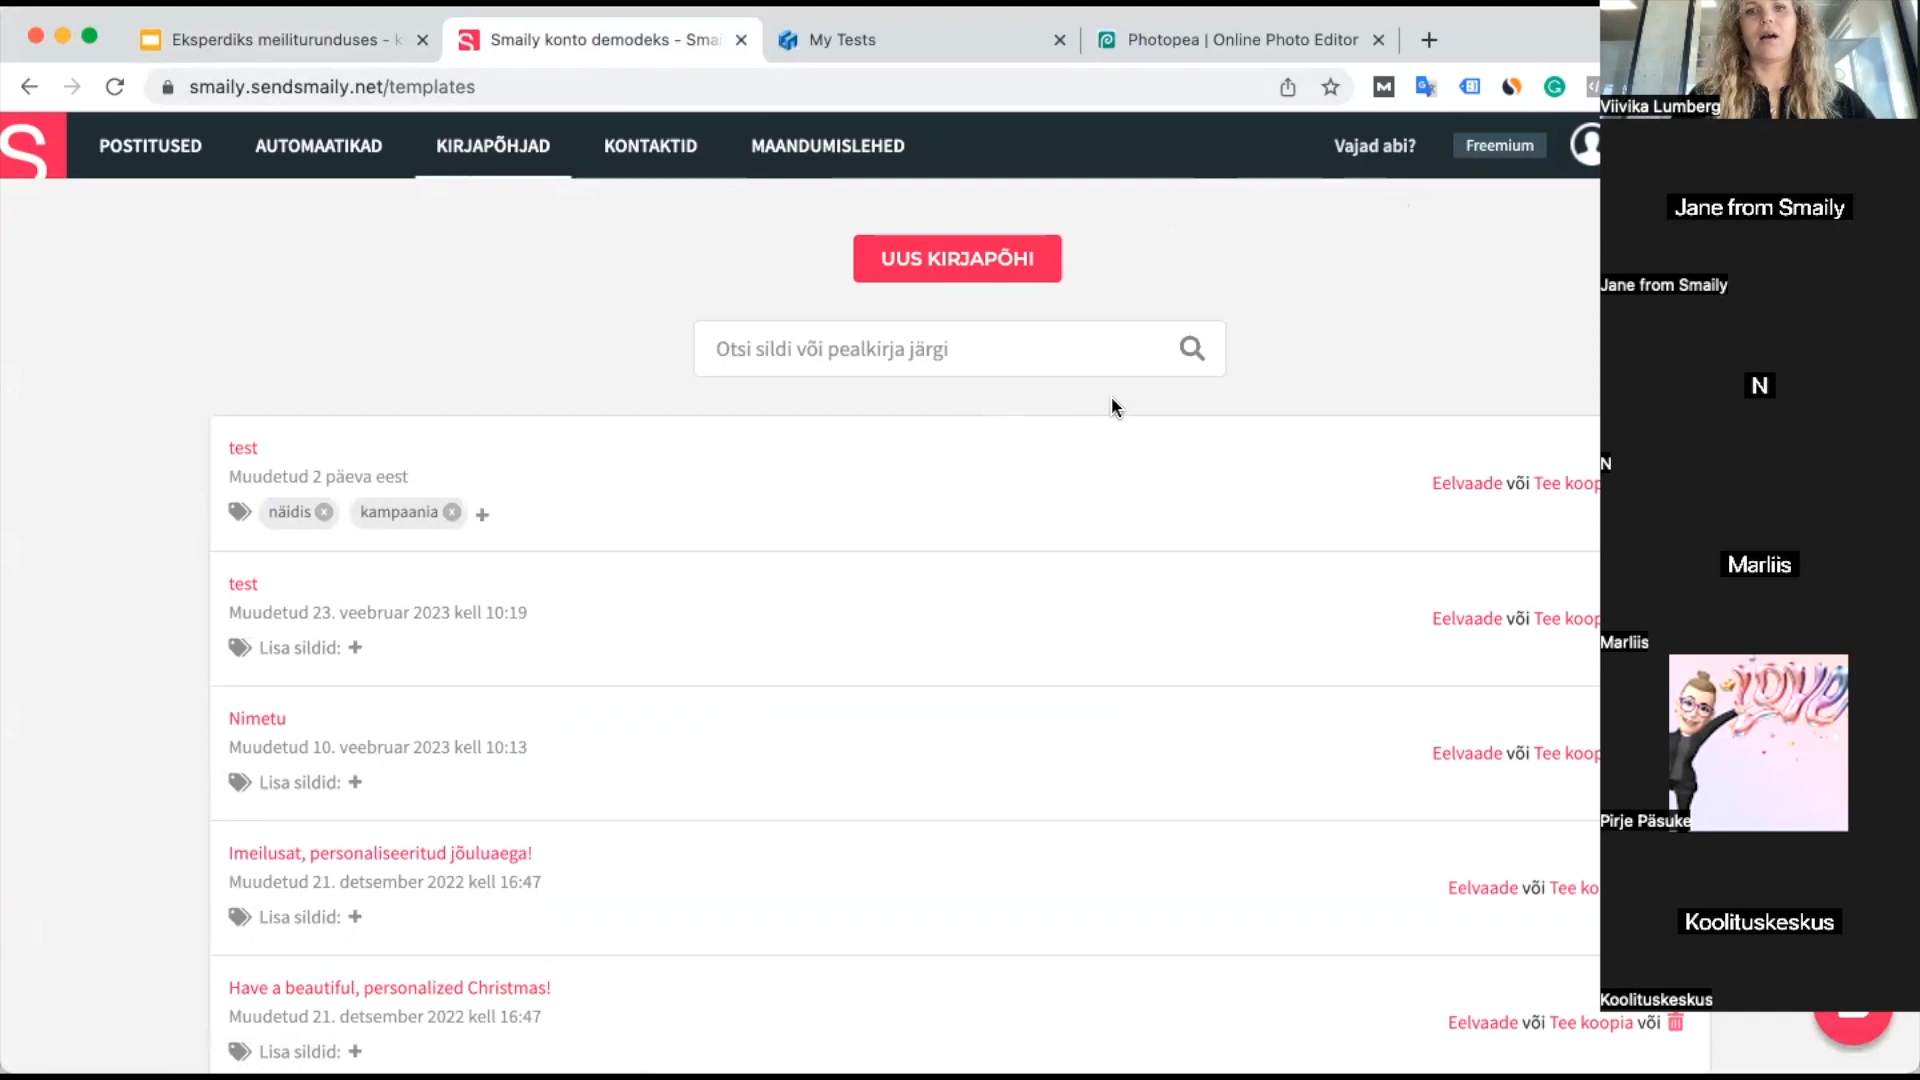 Eksperdiks meiliturunduses - k
Smaily konto demodeks - Smai
My Tests
Photopea | Online Photo Editor
smaily.sendsmaily.net/templates
POSTITUSED
AUTOMAATIKAD
KIRJAPÕHJAD
KONTAKTID
MAANDUMISLEHED
Vajad abi?
Freemium
UUS KIRJAPÕHI
Otsi sildi või pealkirja järgi
test
Muudetud 2 päeva eest
näidis
kampaania
Eelvaade või Tee koop
test
Muudetud 23. veebruar 2023 kell 10:19
Lisa sildid:
Eelvaade või Tee koop
Nimetu
Muudetud 10. veebruar 2023 kell 10:13
Lisa sildid:
Eelvaade või Tee koop
Imeilusat, personaliseeritud jõuluaega!
Muudetud 21. detsember 2022 kell 16:47
Lisa sildid:
Eelvaade või Tee ko
Have a beautiful, personalized Christmas!
Muudetud 21. detsember 2022 kell 16:47
Lisa sildid:
Eelvaade või Tee koopia või
Viivika Lumberg
Jane from Smaily
Jane from Smaily
N
N
Marliis
Marliis
Pirje Päsuke
Koolituskeskus
Koolituskeskus